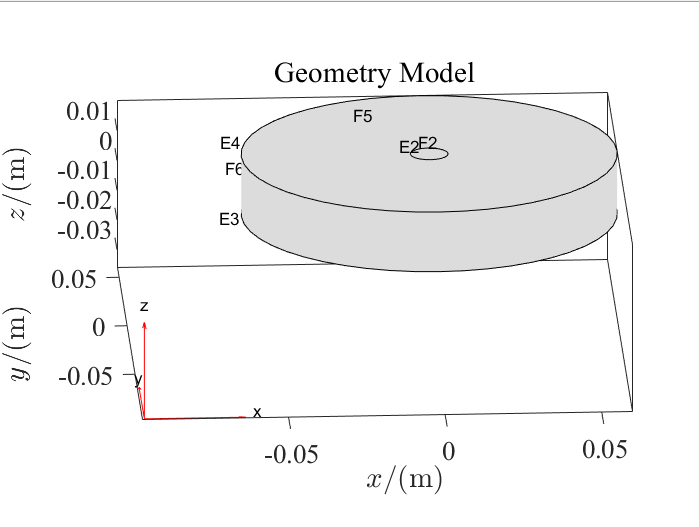 Geometry Model
0.01
0
-0.01
-0.02
-0.03
z/(m)
F5
E4
E2
F2
F6
E3
0.05
0
-0.05
y/(m)
z
y
x
-0.05
0
0.05
x/(m)